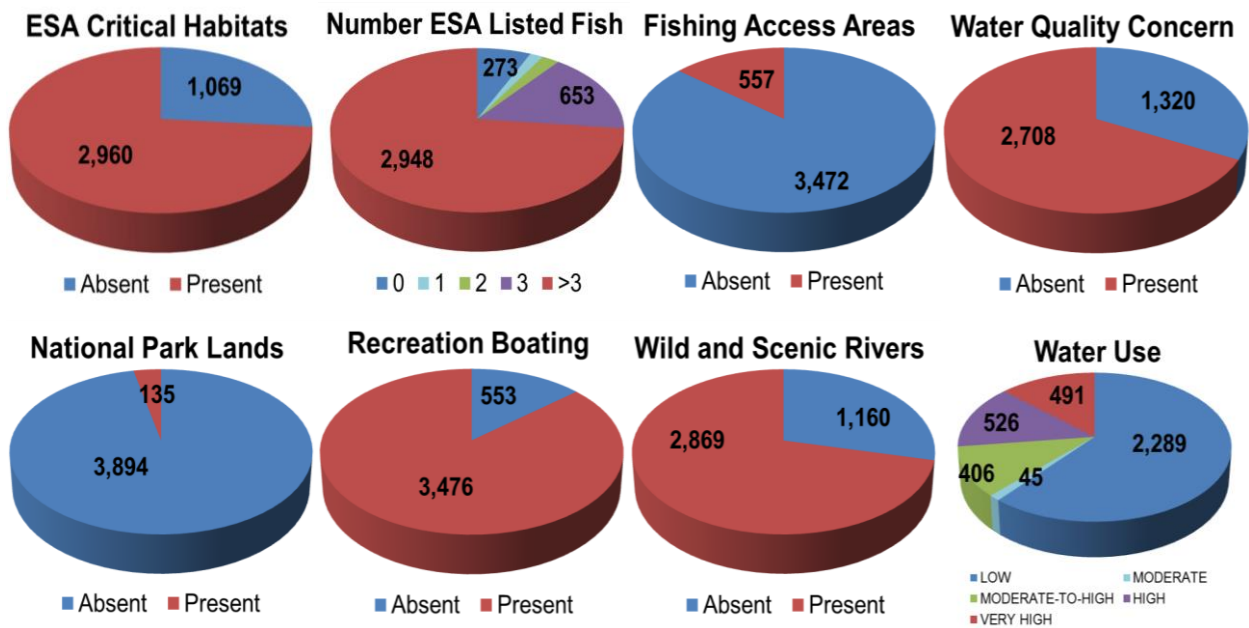 ESA Critical Habitats
1,069
2,960
Absent Present
Number ESA Listed Fish
273
653
2,948
0 1 2 3 >3
Fishing Access Areas
557
3,472
Absent Present
Water Quality Concern
1,320
2,708
Absent Present
National Park Lands
135
3,894
Absent Present
Recreation Boating
553
3,476
Absent Present
Wild and Scenic Rivers
1,160
2,869
Absent Present
Water Use
491
526
2,289
406
45
LOW MODERATE
MODERATE-TO-HIGH HIGH
VERY HIGH